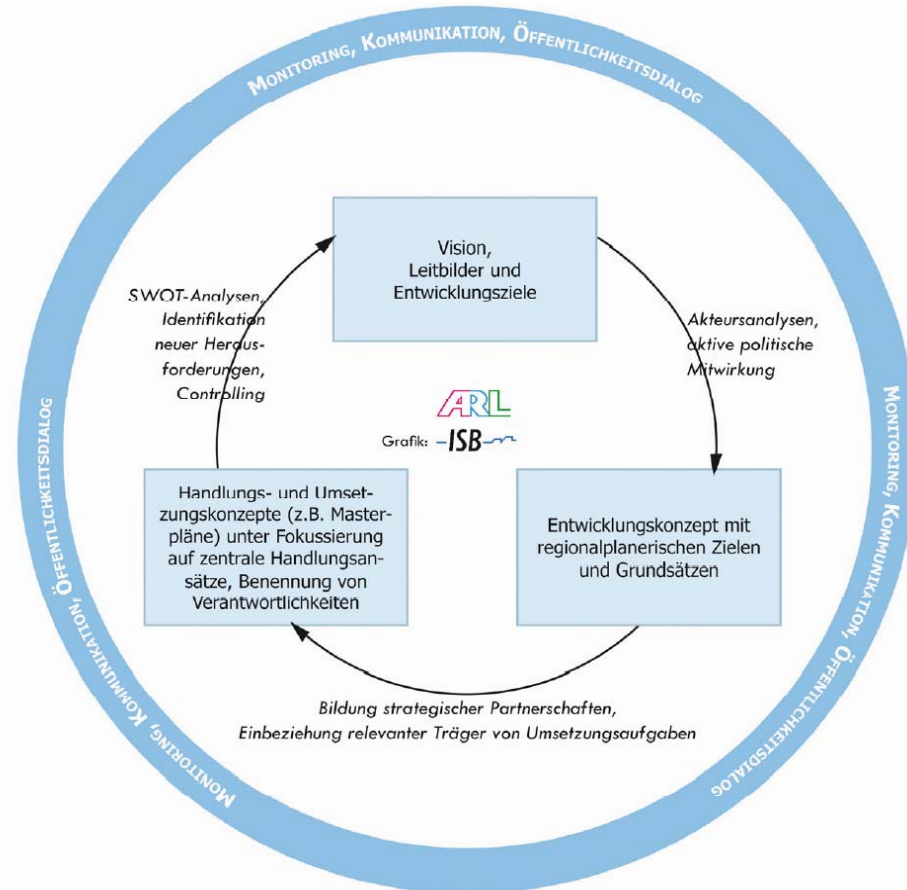 MONITORING, KOMMUNIKATION, ÖFFENTLICHKEITSDIALOG
Vision,
Leitbilder und
Entwicklungsziele
SWOT-Analysen,
Identifikation
neuer Heraus-
forderungen,
Controlling
Akteursanalysen,
aktive politische
Mitwirkung
ARL
Grafik: ISB
Handlungs- und Umset-
zungskonzepte (z.B. Master-
pläne) unter Fokussierung
auf zentrale Handlungsan-
sätze, Benennung von
Verantwortlichkeiten
Entwicklungskonzept mit
regionalplanerischen Zielen
und Grundsätzen
Bildung strategischer Partnerschaften,
Einbeziehung relevanter Träger von Umsetzungsaufgaben
MONITORING, KOMMUNIKATION, ÖFFENTLICHKEITSDIALOG
MONITORING, KOMMUNIKATION, ÖFFENTLICHKEITSDIALOG